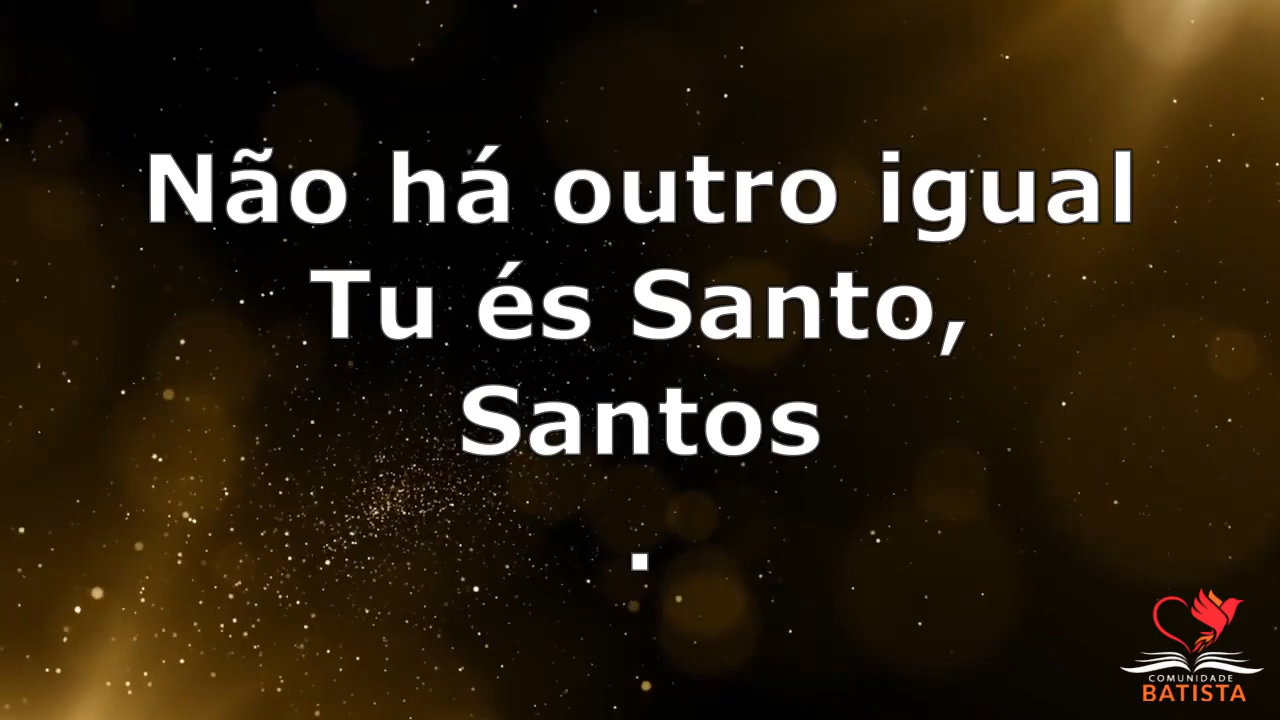 Não há outro igual
Tu és Santo,
Santos
.
COMUNIDADE
BATISTA